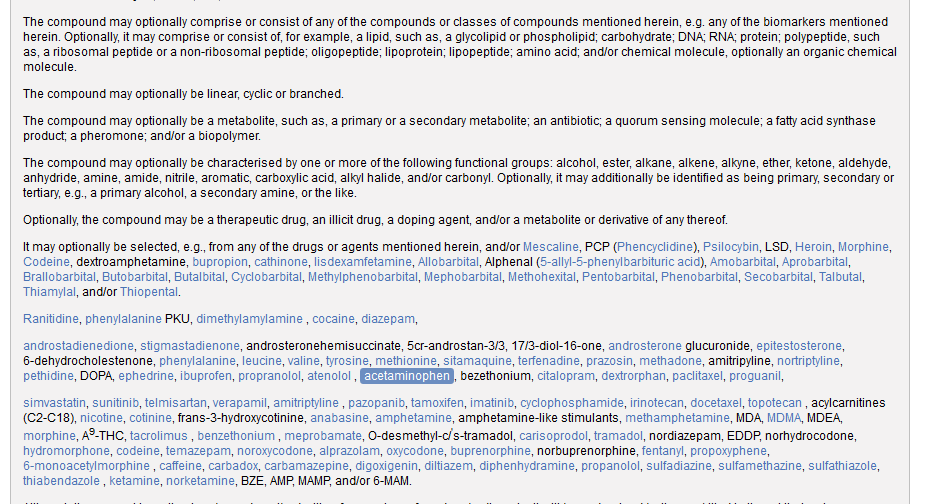 The compound may optionally comprise or consist of any of the compounds or classes of compounds mentioned herein, e.g. any of the biomarkers mentioned
herein. Optionally, it may comprise or consist of, for example, a lipid, such as, a glycolipid or phospholipid; carbohydrate; DNA; RNA; protein; polypeptide, such
as, a ribosomal peptide or a non-ribosomal peptide; oligopeptide; lipoprotein; lipopeptide; amino acid; and/or chemical molecule, optionally an organic chemical
molecule.
The compound may optionally be linear, cyclic or branched.
The compound may optionally be a metabolite, such as, a primary or a secondary metabolite; an antibiotic; a quorum sensing molecule; a fatty acid synthase
product; a pheromone; and/or a biopolymer.
The compound may optionally be characterised by one or more of the following functional groups: alcohol, ester, alkane, alkene, alkyne, ether, ketone, aldehyde,
anhydride, amine, amide, nitrile, aromatic, carboxylic acid, alkyl halide, and/or carbonyl. Optionally, it may additionally be identified as being primary, secondary or
tertiary, e.g., a primary alcohol, a secondary amine, or the like.
Optionally, the compound may be a therapeutic drug, an illicit drug, a doping agent, and/or a metabolite or derivative of any thereof.
It may optionally be selected, e.g., from any of the drugs or agents mentioned herein, and/or Mescaline, PCP (Phencyclidine), Psilocybin, LSD, Heroin, Morphine,
Codeine, dextroamphetamine, bupropion, cathinone, lisdexamfetamine, Allobarbital, Alphenal (5-allyl-5-phenylbarbituric acid), Amobarbital, Aprobarbital,
Brallobarbital, Butobarbital, Butalbital, Cyclobarbital, Methylphenobarbital, Mephobarbital, Methohexital, Pentobarbital, Phenobarbital, Secobarbital, Talbutal,
Thiamylal, and/or Thiopental.
Ranitidine, phenylalanine PKU, dimethylamylamine , cocaine, diazepam,
androstadienedione, stigmastadienone, androsteronehemisuccinate, 5cr-androstan-3/3, 17/3-diol-16-one, androsterone glucuronide, epitestosterone,
6-dehydrocholestenone, phenylalanine, leucine, valine, tyrosine, methionine, sitamaquine, terfenadine, prazosin, methadone, amitripyline, nortriptyline,
pethidine, DOPA, ephedrine, ibuprofen, propranolol, atenolol , acetaminophen , bezethonium, citalopram, dextrorphan, paclitaxel, proguanil,
simvastatin, sunitinib, telmisartan, verapamil, amitriptyline , pazopanib, tamoxifen, imatinib, cyclophosphamide, irinotecan, docetaxel, topotecan , acylcarnitines
(C2-C18), nicotine, cotinine, frans-3-hydroxycotinine, anabasine, amphetamine, amphetamine-like stimulants, methamphetamine, MDA, MDMA, MDEA,
morphine, A9-THC, tacrolimus , benzethonium , meprobamate, O-desmethyl-c/'s-tramadol, carisoprodol, tramadol, nordiazepam, EDDP, norhydrocodone,
hydromorphone, codeine, temazepam, noroxycodone, alprazolam, oxycodone, buprenorphine, norbuprenorphine, fentanyl, propoxyphene,
6-monoacetylmorphine , caffeine, carbadox, carbamazepine, digoxigenin, diltiazem, diphenhydramine, propanolol, sulfadiazine, sulfamethazine, sulfathiazole,
thiabendazole , ketamine, norketamine, BZE, AMP, MAMP, and/or 6-MAM.